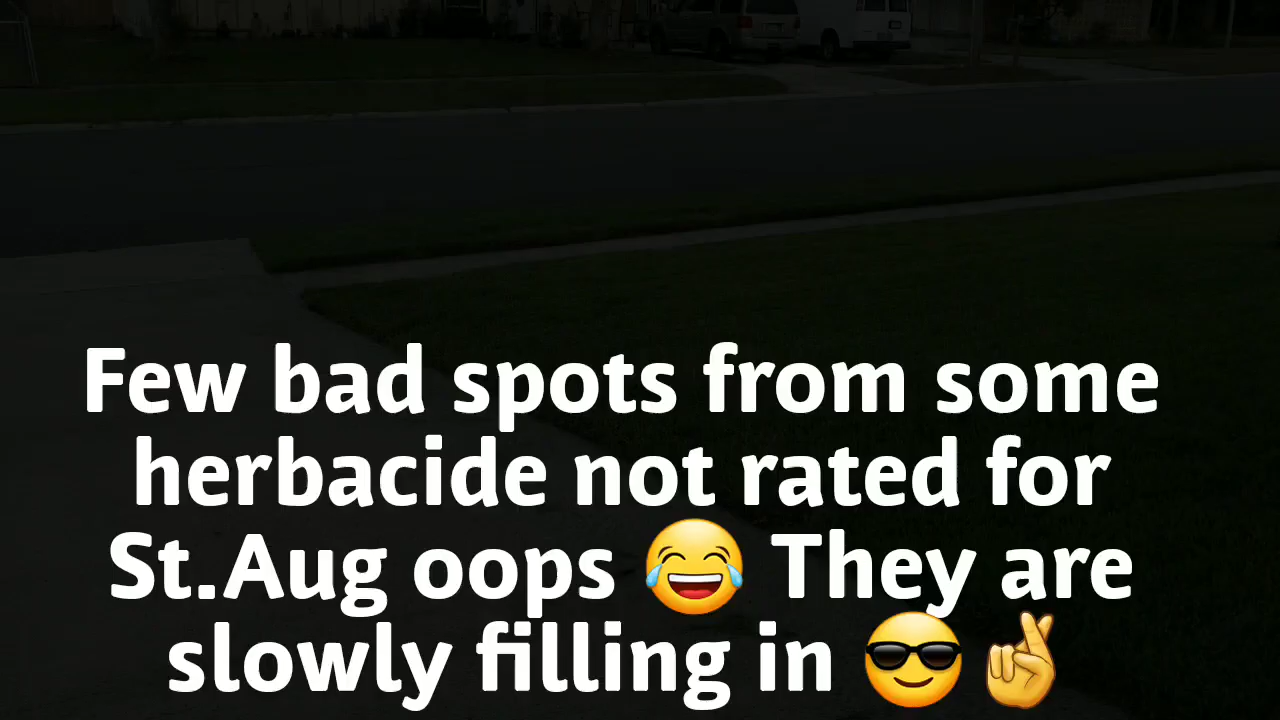 Few bad spots from some
herbacide not rated for
St.Aug oops 😂 They are
slowly filling in 😎🤞